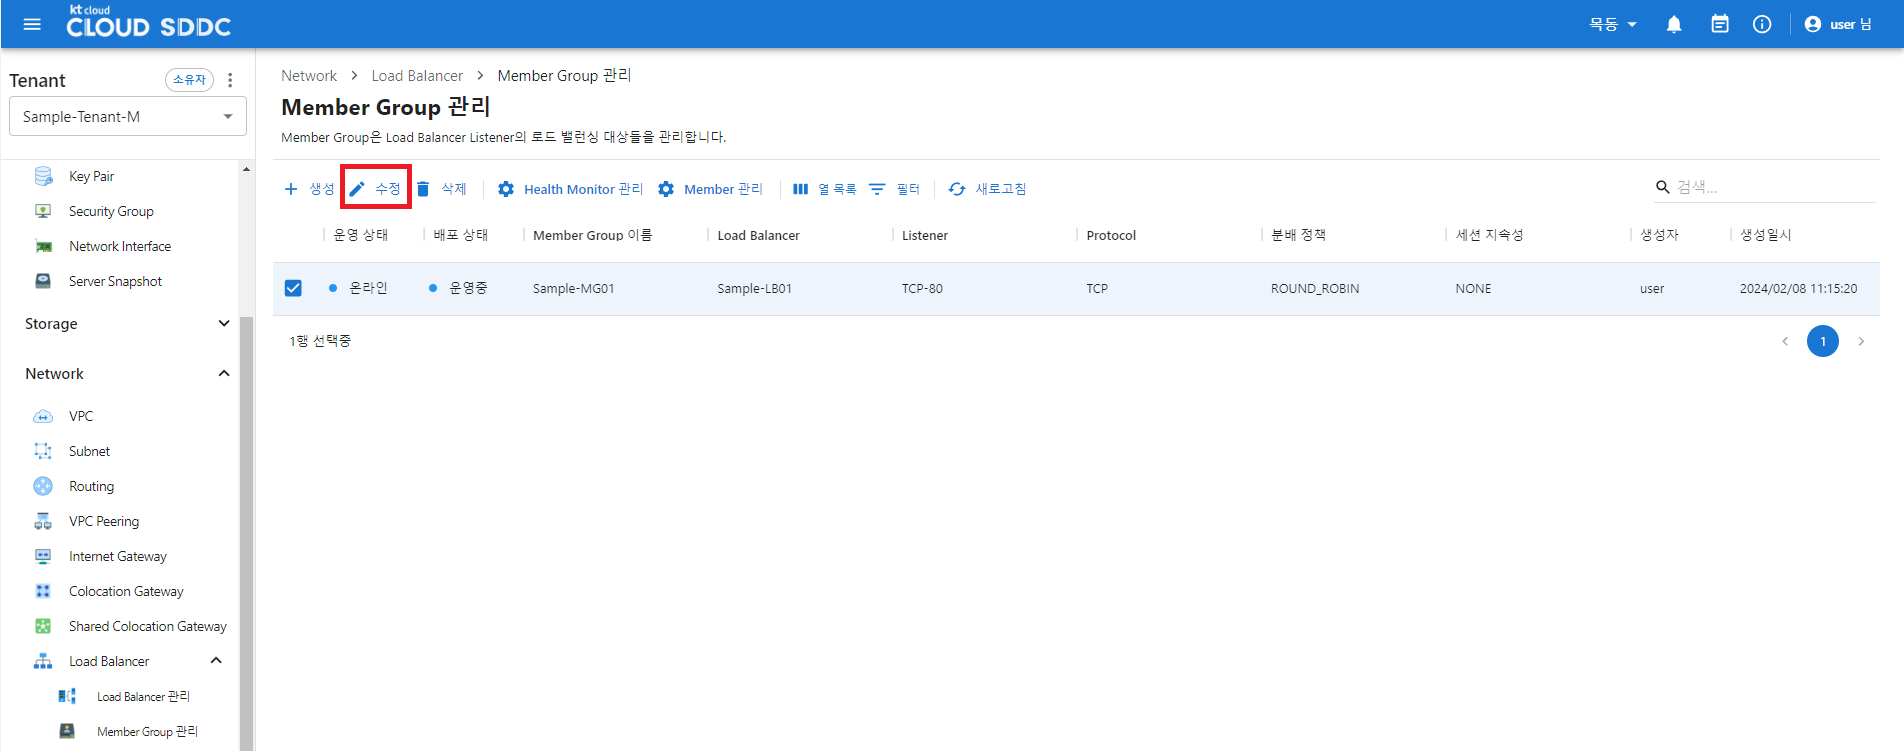 kt cloud
CLOUD SDDC
목동
user 님
Tenant
소유자
Sample-Tenant-M
Key Pair
Security Group
Network Interface
Server Snapshot
Storage
Network
VPC
Subnet
Routing
VPC Peering
Internet Gateway
Colocation Gateway
Shared Colocation Gateway
Load Balancer
Load Balancer 관리
Member Group 관리
Network > Load Balancer > Member Group 관리
Member Group 관리
Member Group은 Load Balancer Listener의 로드 밸런싱 대상들을 관리합니다.
생성 수정 삭제 Health Monitor 관리 Member 관리 열 목록 필터 새로고침 검색...
운영 상태 배포 상태 Member Group 이름 Load Balancer Listener Protocol 분배 정책 세션 지속성 생성자 생성일시
온라인 운영중 Sample-MG01 Sample-LB01 TCP-80 TCP ROUND_ROBIN NONE user 2024/02/08 11:15:20
1행 선택중 1